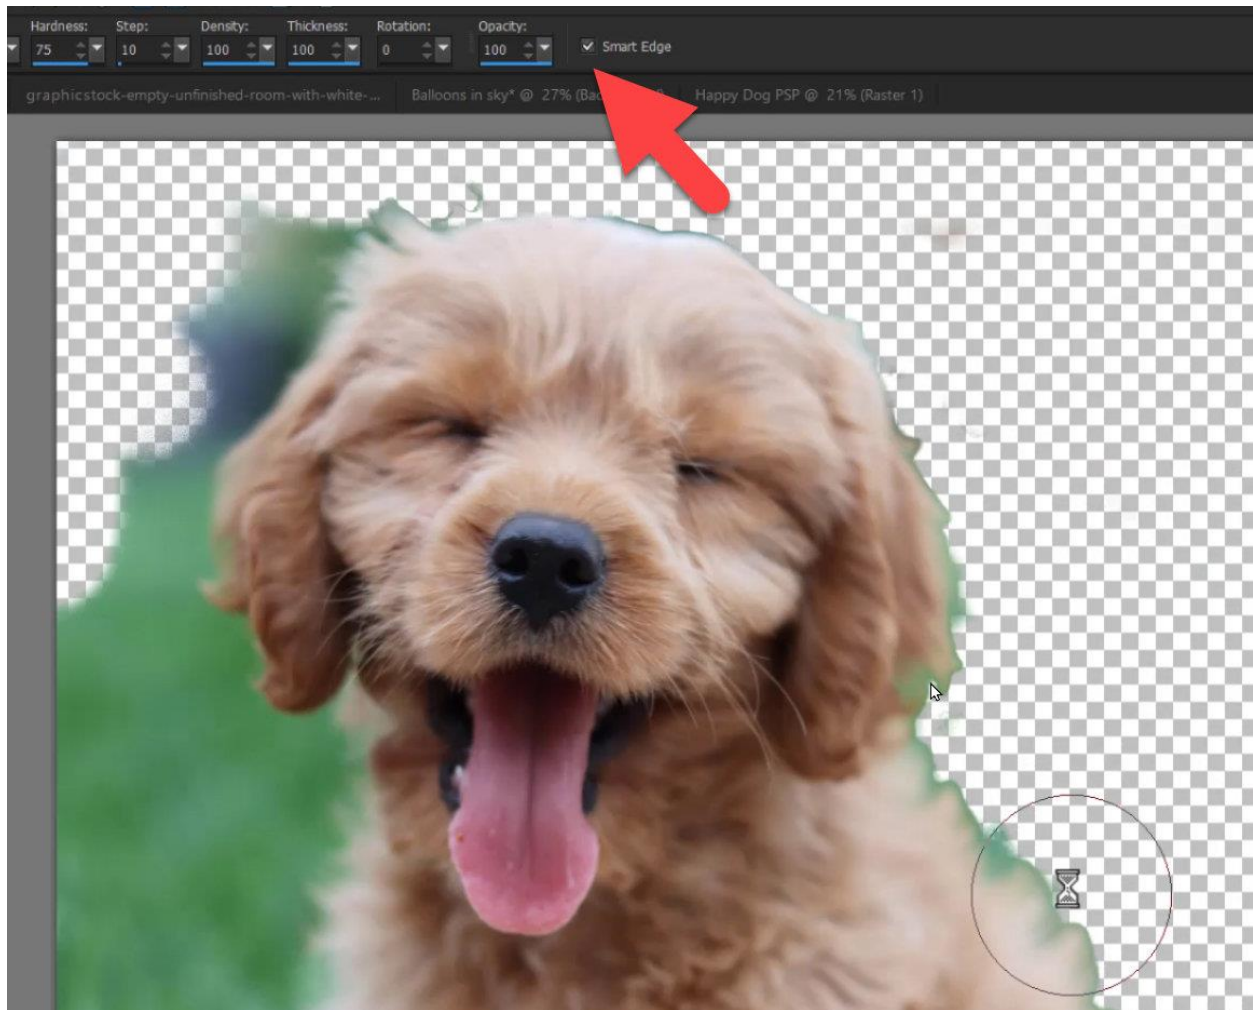 Hardness: Step: Density: Thickness: Rotation: Opacity:
75 10 100 100 0 100 Smart Edge
graphicstock-empty-unfinished-room-with-white-... Balloons in sky* @ 27% Happy Dog PSP @ 21% (Raster 1)